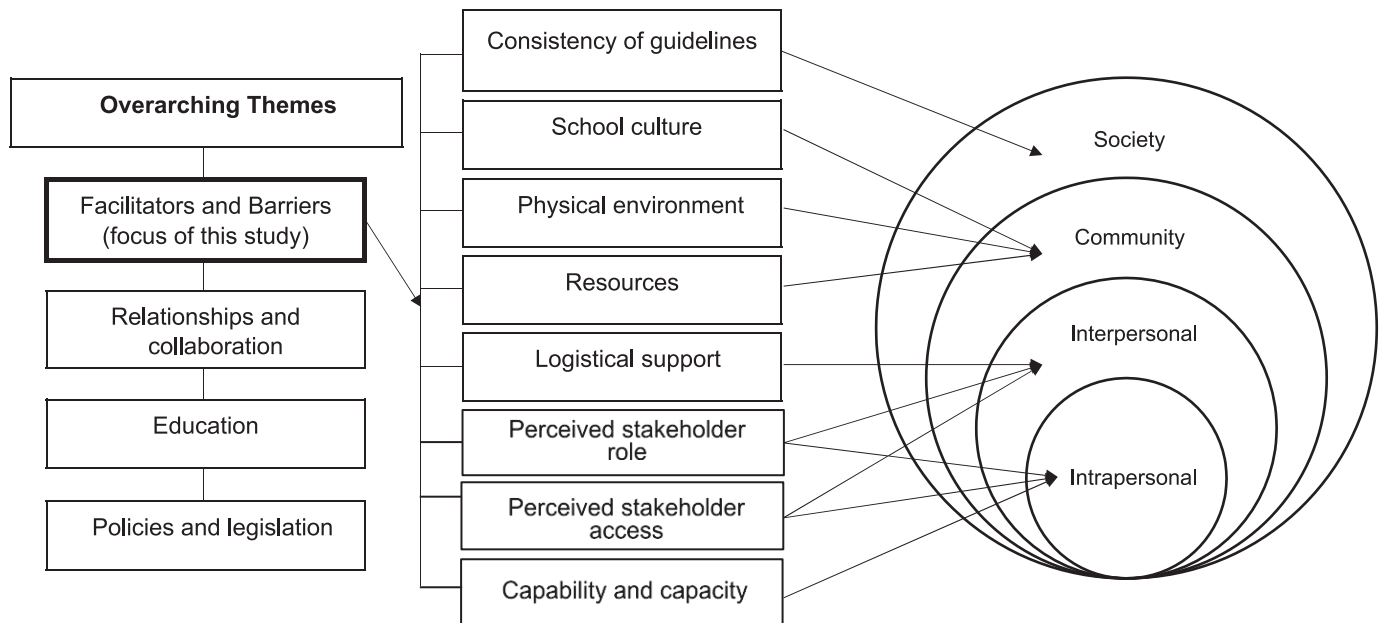 Overarching Themes
Facilitators and Barriers
(focus of this study)
Relationships and
collaboration
Education
Policies and legislation
Consistency of guidelines
School culture
Physical environment
Resources
Logistical support
Perceived stakeholder
role
Perceived stakeholder
access
Capability and capacity
Society
Community
Interpersonal
Intrapersonal